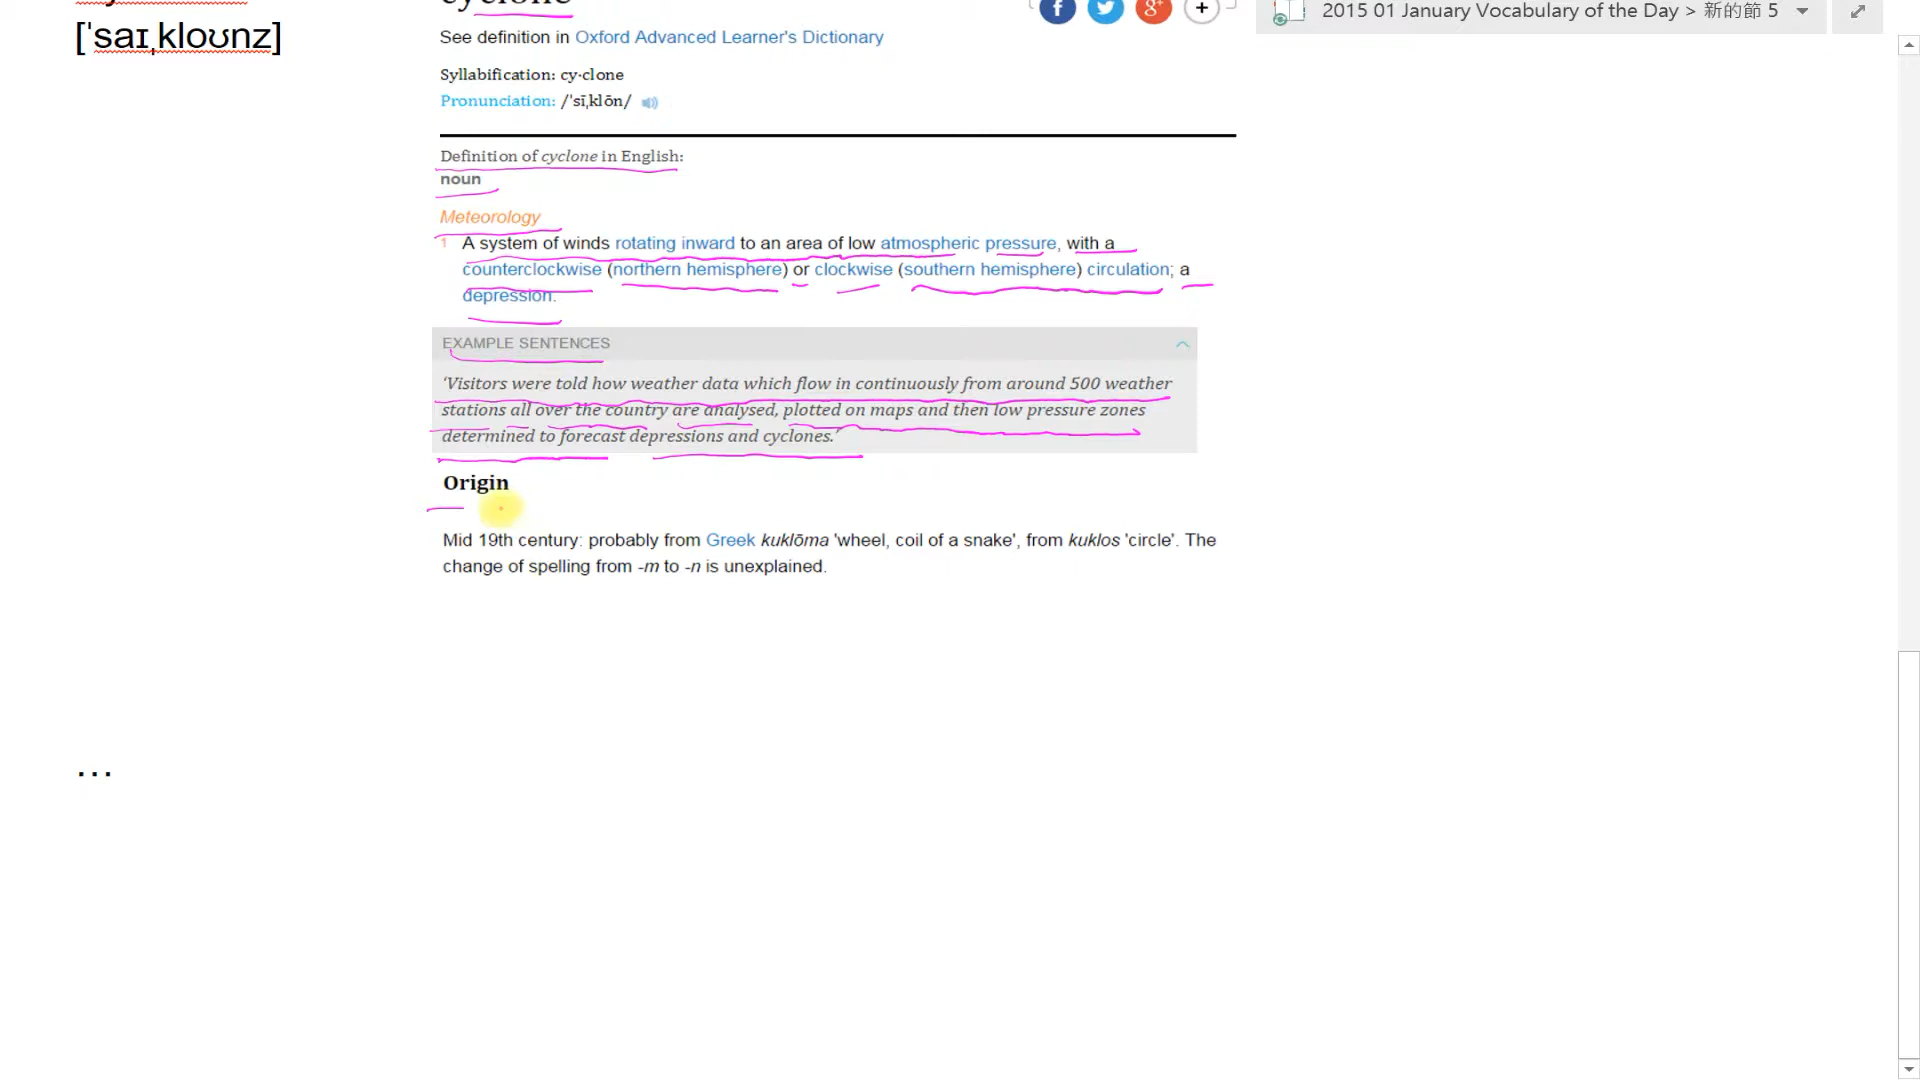 cyclone
['saɪˌkloʊnz]
2015 01 January Vocabulary of the Day > 新的節 5
See definition in Oxford Advanced Learner's Dictionary
Syllabification: cy·clone
Pronunciation: /ˈsīˌklōn/
Definition of cyclone in English:
noun
Meteorology
1 A system of winds rotating inward to an area of low atmospheric pressure, with a
counterclockwise (northern hemisphere) or clockwise (southern hemisphere) circulation; a
depression.
EXAMPLE SENTENCES
'Visitors were told how weather data which flow in continuously from around 500 weather
stations all over the country are analysed, plotted on maps and then low pressure zones
determined to forecast depressions and cyclones.'
Origin
Mid 19th century: probably from Greek kuklōma 'wheel, coil of a snake', from kuklos 'circle'. The
change of spelling from -m to -n is unexplained.
...